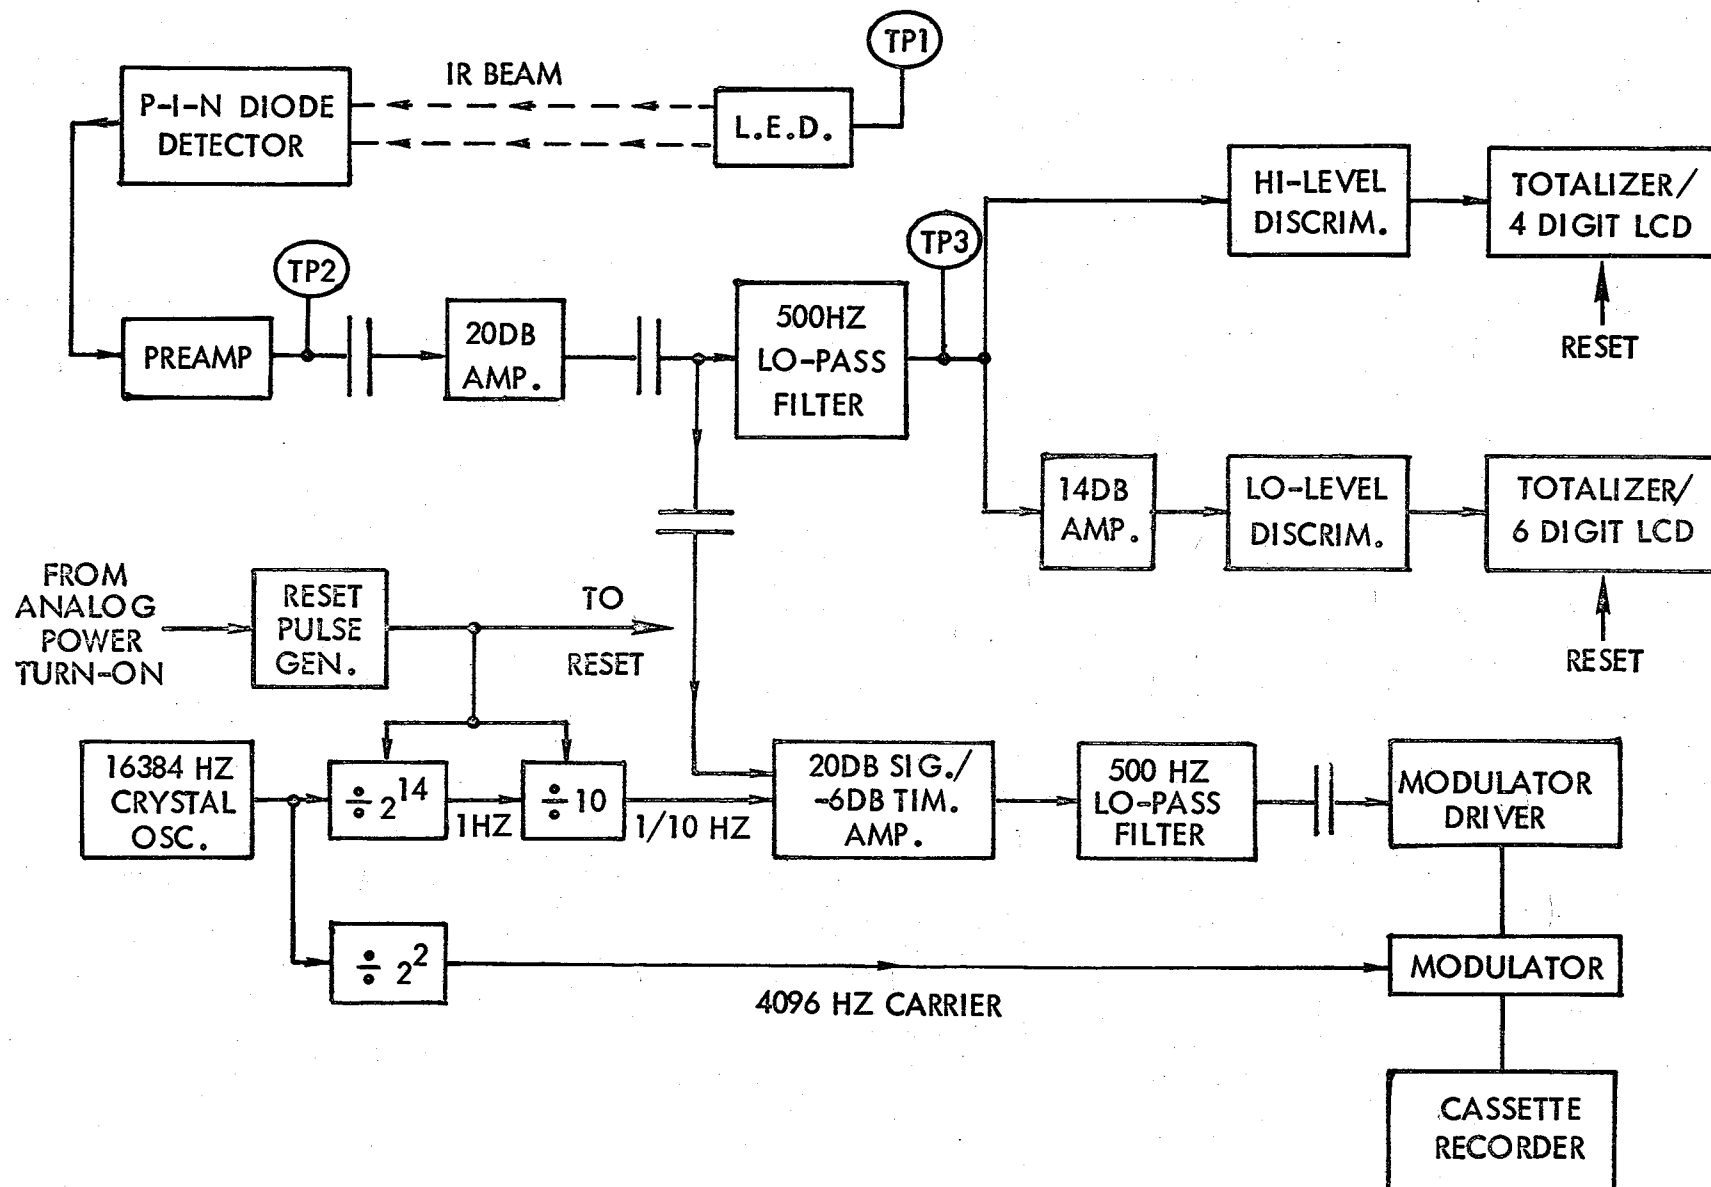 TP1
IR BEAM
P-I-N DIODE
DETECTOR
L.E.D.
HI-LEVEL
DISCRIM.
TOTALIZER/
4 DIGIT LCD
RESET
TP2
TP3
PREAMP
20DB
AMP.
500HZ
LO-PASS
FILTER
14DB
AMP.
LO-LEVEL
DISCRIM.
TOTALIZER/
6 DIGIT LCD
RESET
FROM
ANALOG
POWER
TURN-ON
RESET
PULSE
GEN.
TO
RESET
16384 HZ
CRYSTAL
OSC.
÷ 2^14
1HZ
÷ 10
1/10 HZ
20DB SIG./
-6DB TIM.
AMP.
500 HZ
LO-PASS
FILTER
MODULATOR
DRIVER
÷ 2^2
4096 HZ CARRIER
MODULATOR
CASSETTE
RECORDER